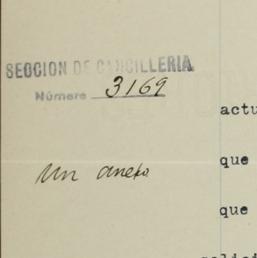 SECCION DE CANCILLERIA
Número 3169
actu
Un anexo
que
que